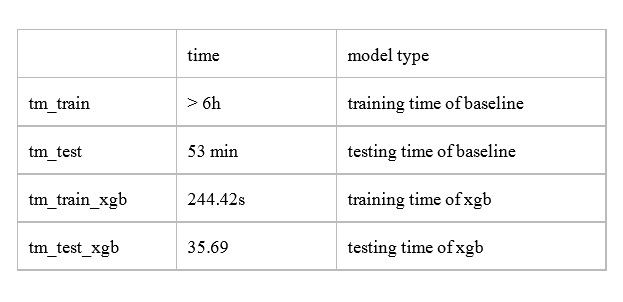 time model type
tm_train > 6h training time of baseline
tm_test 53 min testing time of baseline
tm_train_xgb 244.42s training time of xgb
tm_test_xgb 35.69 testing time of xgb